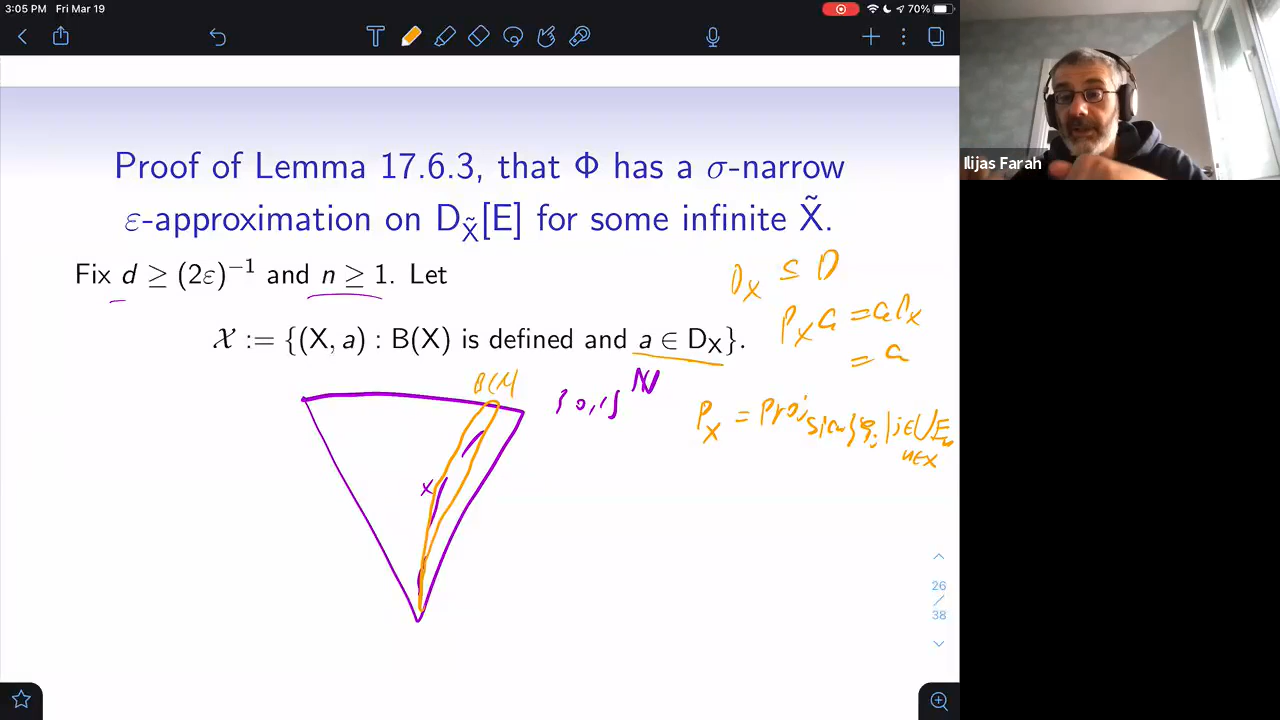 3:05 PM Fri Mar 19
70%
Proof of Lemma 17.6.3, that Φ has a σ-narrow
ε-approximation on D_X̃[E] for some infinite X̃.
Fix d ≥ (2ε)⁻¹ and n ≥ 1. Let
D_X ⊆ D
𝒳 := {(X, a) : B(X) is defined and a ∈ D_X}.
P_X a = a P_X
= a
B(X)
{0,1}^ℕ
P_X = proj
x
Ilijas Farah
26
/
38